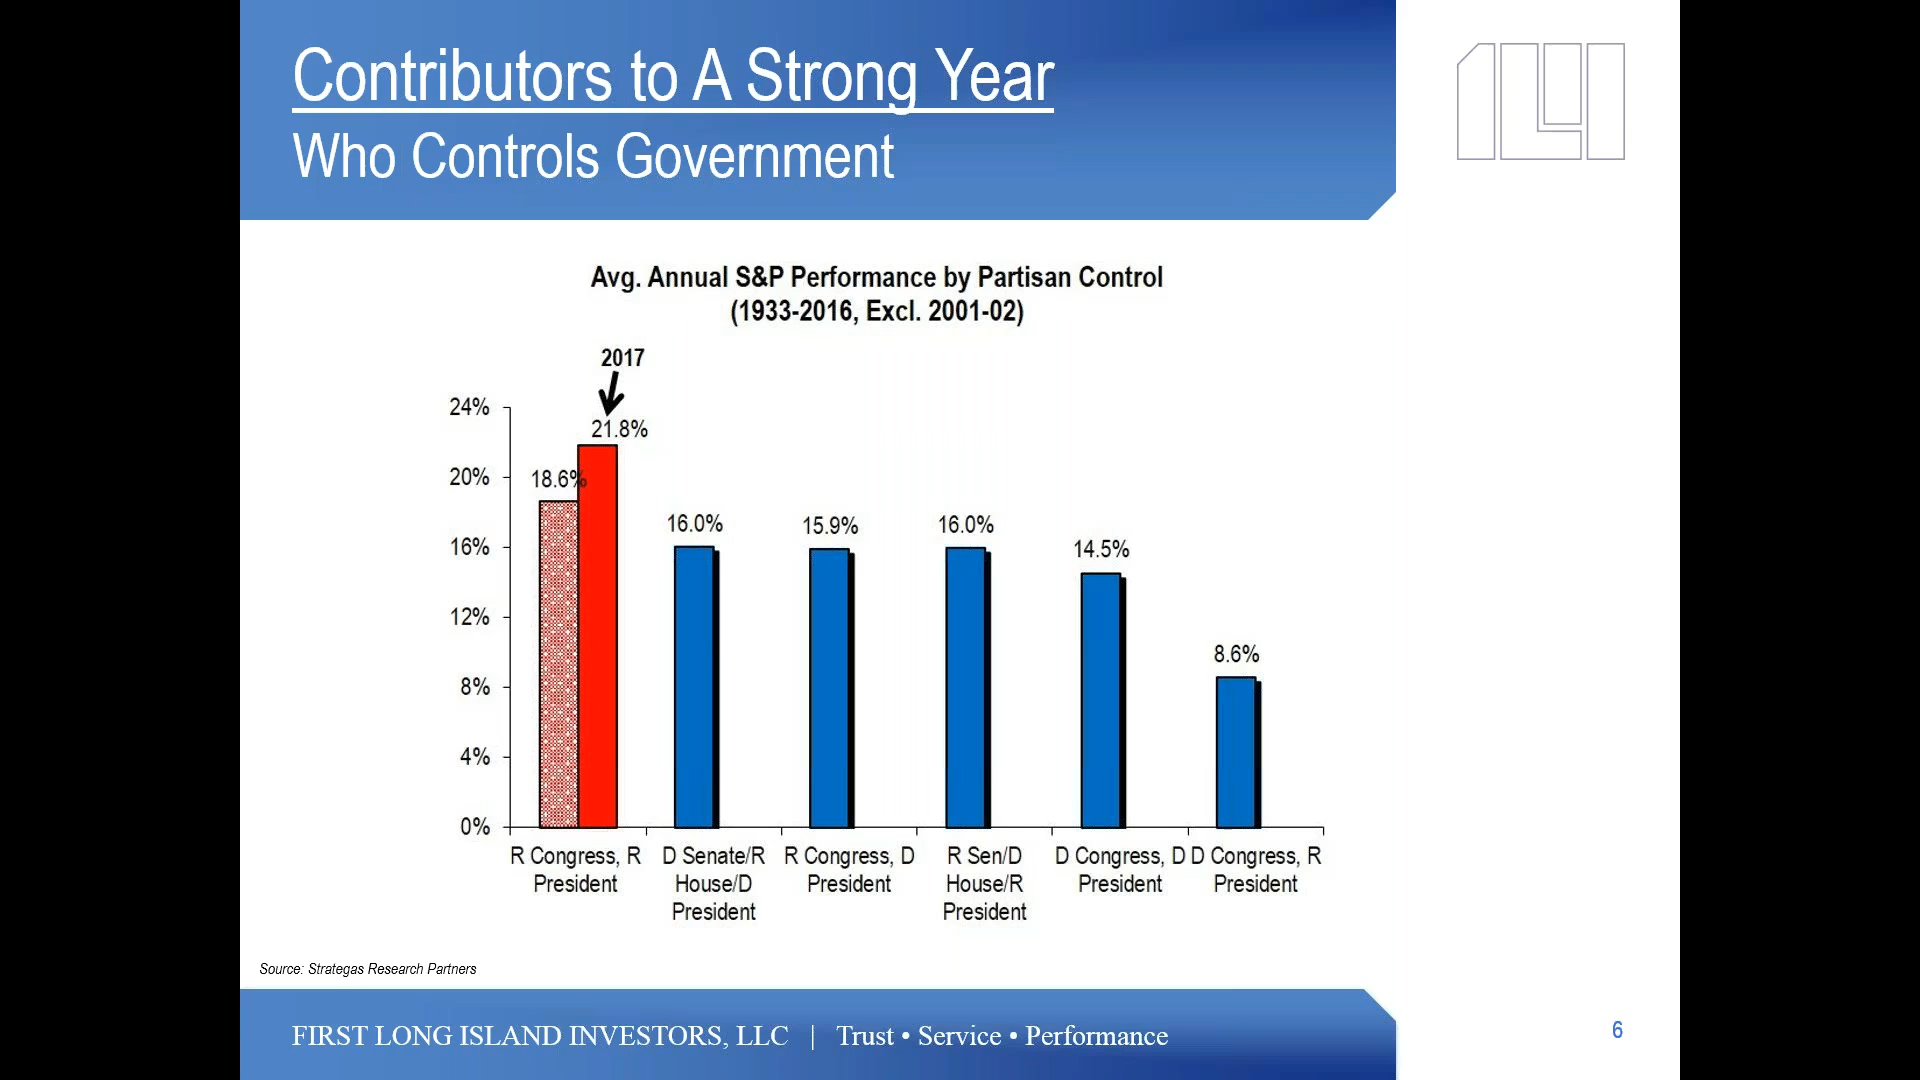 Contributors to A Strong Year
Who Controls Government
Avg. Annual S&P Performance by Partisan Control
(1933-2016, Excl. 2001-02)
2017
24%
20%
16%
12%
8%
4%
0%
18.6%
21.8%
16.0%
15.9%
16.0%
14.5%
8.6%
R Congress, R
President
D Senate/R
House/D
President
R Congress, D
President
R Sen/D
House/R
President
D Congress, D
President
D Congress, R
President
Source: Strategas Research Partners
FIRST LONG ISLAND INVESTORS, LLC | Trust • Service • Performance
6